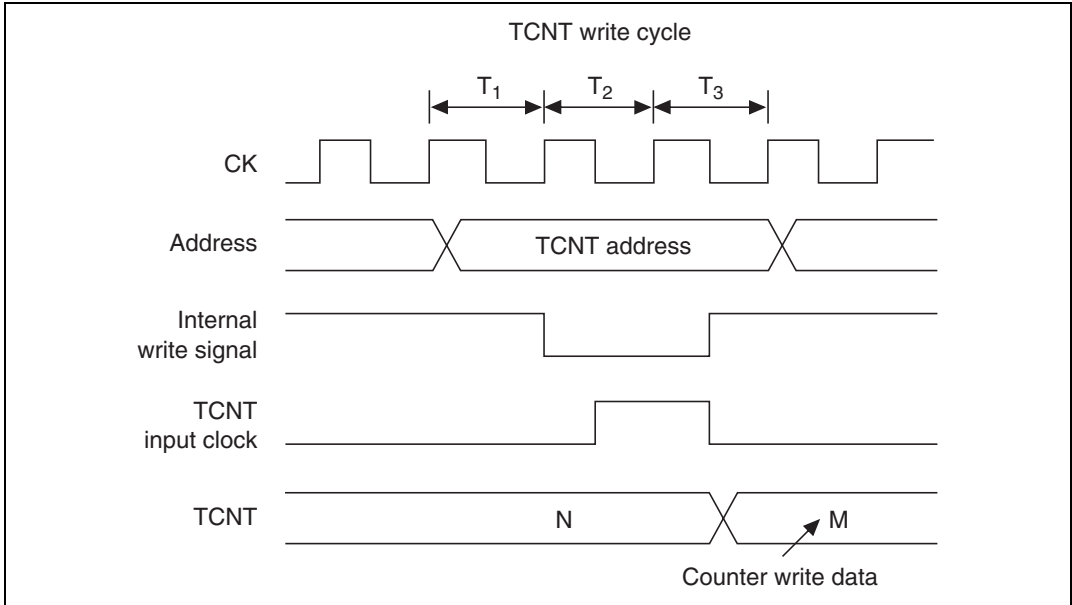 TCNT write cycle
T1 T2 T3
CK
Address
TCNT address
Internal
write signal
TCNT
input clock
TCNT
N
M
Counter write data